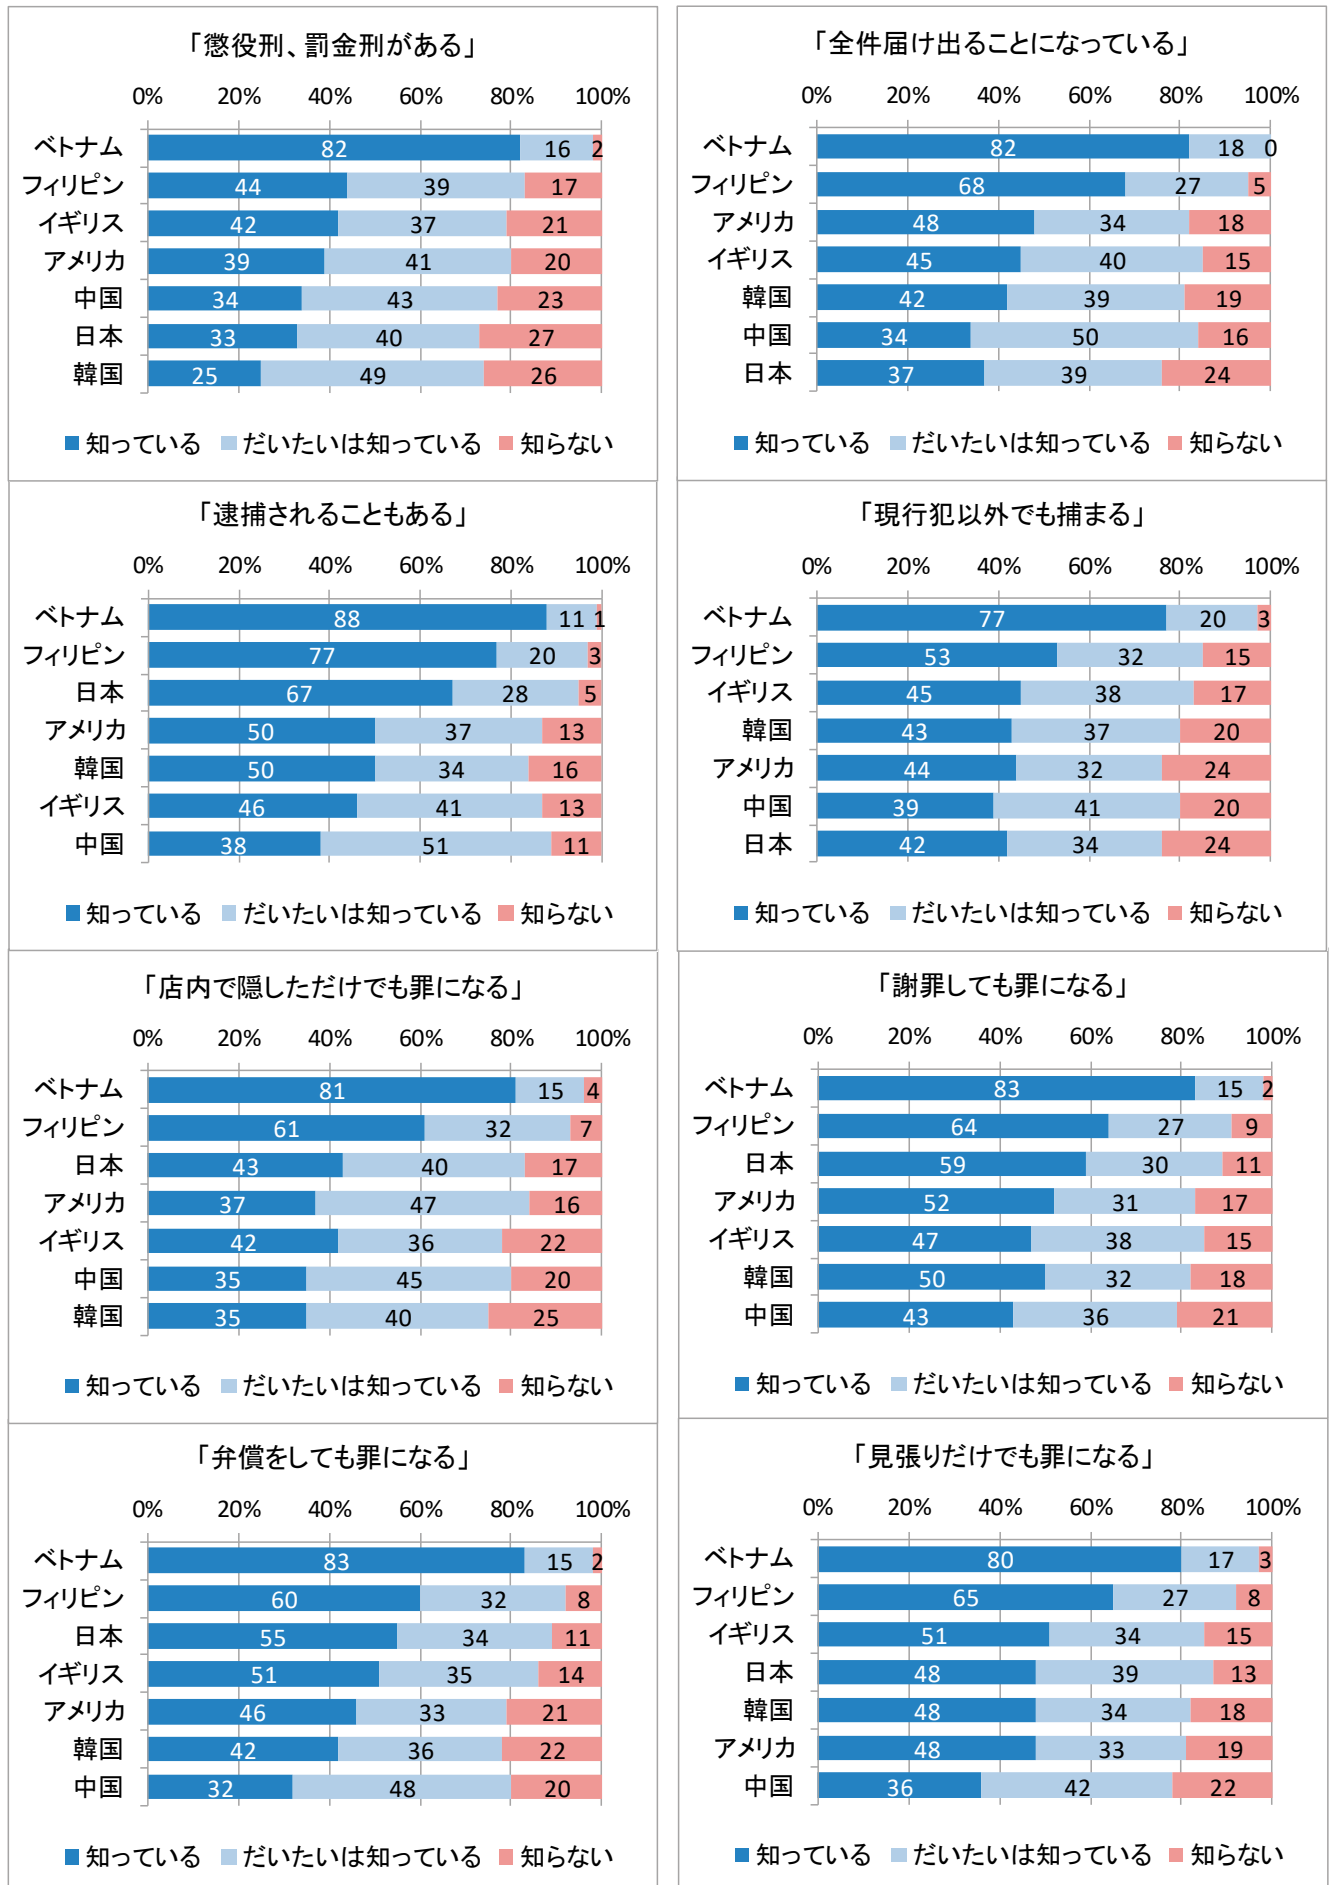 「懲役刑、罰金刑がある」
0% 20% 40% 60% 80% 100%
ベトナム 82 16 2
フィリピン 44 39 17
イギリス 42 37 21
アメリカ 39 41 20
中国 34 43 23
日本 33 40 27
韓国 25 49 26
知っている だいたいは知っている 知らない
「全件届け出ることになっている」
0% 20% 40% 60% 80% 100%
ベトナム 82 18 0
フィリピン 68 27 5
アメリカ 48 34 18
イギリス 45 40 15
韓国 42 39 19
中国 34 50 16
日本 37 39 24
知っている だいたいは知っている 知らない
「逮捕されることもある」
0% 20% 40% 60% 80% 100%
ベトナム 88 11 1
フィリピン 77 20 3
日本 67 28 5
アメリカ 50 37 13
韓国 50 34 16
イギリス 46 41 13
中国 38 51 11
知っている だいたいは知っている 知らない
「現行犯以外でも捕まる」
0% 20% 40% 60% 80% 100%
ベトナム 77 20 3
フィリピン 53 32 15
イギリス 45 38 17
韓国 43 37 20
アメリカ 44 32 24
中国 39 41 20
日本 42 34 24
知っている だいたいは知っている 知らない
「店内で隠しただけでも罪になる」
0% 20% 40% 60% 80% 100%
ベトナム 81 15 4
フィリピン 61 32 7
日本 43 40 17
アメリカ 37 47 16
イギリス 42 36 22
中国 35 45 20
韓国 35 40 25
知っている だいたいは知っている 知らない
「謝罪しても罪になる」
0% 20% 40% 60% 80% 100%
ベトナム 83 15 2
フィリピン 64 27 9
日本 59 30 11
アメリカ 52 31 17
イギリス 47 38 15
韓国 50 32 18
中国 43 36 21
知っている だいたいは知っている 知らない
「弁償をしても罪になる」
0% 20% 40% 60% 80% 100%
ベトナム 83 15 2
フィリピン 60 32 8
日本 55 34 11
イギリス 51 35 14
アメリカ 46 33 21
韓国 42 36 22
中国 32 48 20
知っている だいたいは知っている 知らない
「見張りだけでも罪になる」
0% 20% 40% 60% 80% 100%
ベトナム 80 17 3
フィリピン 65 27 8
イギリス 51 34 15
日本 48 39 13
韓国 48 34 18
アメリカ 48 33 19
中国 36 42 22
知っている だいたいは知っている 知らない